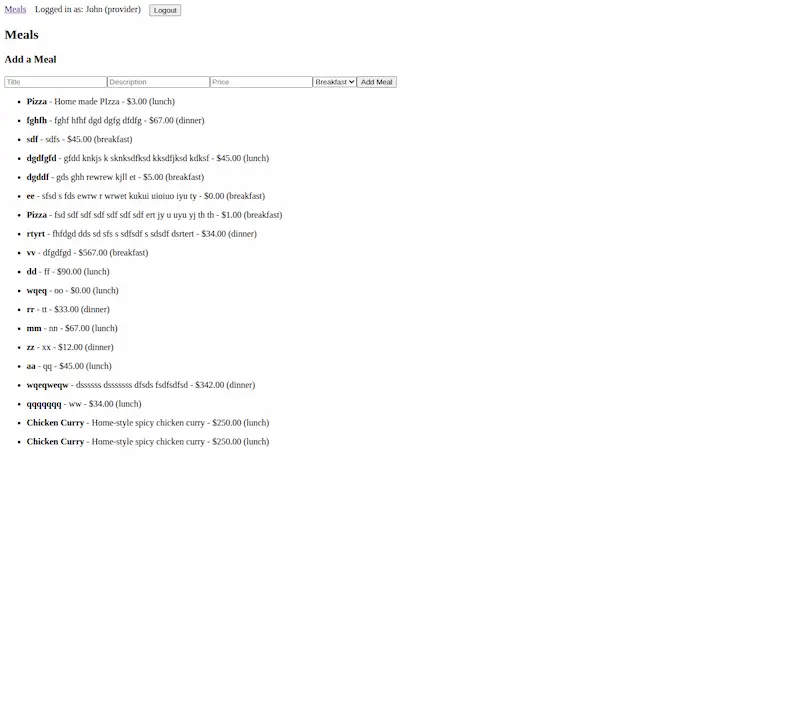 Meals Logged in as: John (provider) Logout
Meals
Add a Meal
Title Description Price Breakfast Add Meal
Pizza - Home made PIzza - $3.00 (lunch)
fghfh - fghf hfhf dgd dgfg dfdfg - $67.00 (dinner)
sdf - sdfs - $45.00 (breakfast)
dgdfgfd - gfdd knkjs k sknksdfksd kksdfjksd kdksf - $45.00 (lunch)
dgddf - gds ghh rewrew kjll et - $5.00 (breakfast)
ee - sfsd s fds ewrw r wrwet kukui uioiuo iyu ty - $0.00 (breakfast)
Pizza - fsd sdf sdf sdf sdf sdf sdf ert jy u uyu yj th th - $1.00 (breakfast)
rtyrt - fhfdgd dds sd sfs s sdfsdf s sdsdf dsrtert - $34.00 (dinner)
vv - dfgdfgd - $567.00 (breakfast)
dd - ff - $90.00 (lunch)
wqeq - oo - $0.00 (lunch)
rr - tt - $33.00 (dinner)
mm - nn - $67.00 (lunch)
zz - xx - $12.00 (dinner)
aa - qq - $45.00 (lunch)
wqeqweqw - dssssss dsssssss dfsds fsdfsdfsd - $342.00 (dinner)
qqqqqqq - ww - $34.00 (lunch)
Chicken Curry - Home-style spicy chicken curry - $250.00 (lunch)
Chicken Curry - Home-style spicy chicken curry - $250.00 (lunch)